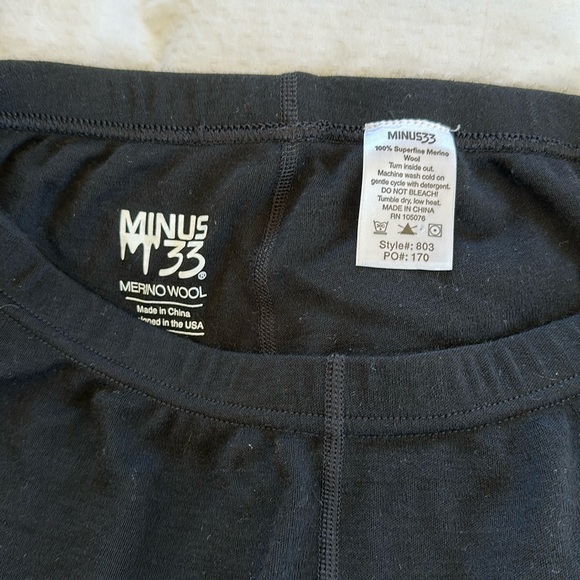 MINUS
33®
MERINO WOOL
Made in China
in the USA
MINUS33
100% Superfine Merino
Wool
Turn inside out.
Machine wash cold on
gentle cycle with detergent.
DO NOT BLEACH!
Tumble dry, low heat.
MADE IN CHINA
RN 105076
Style#: 803
PO#: 170